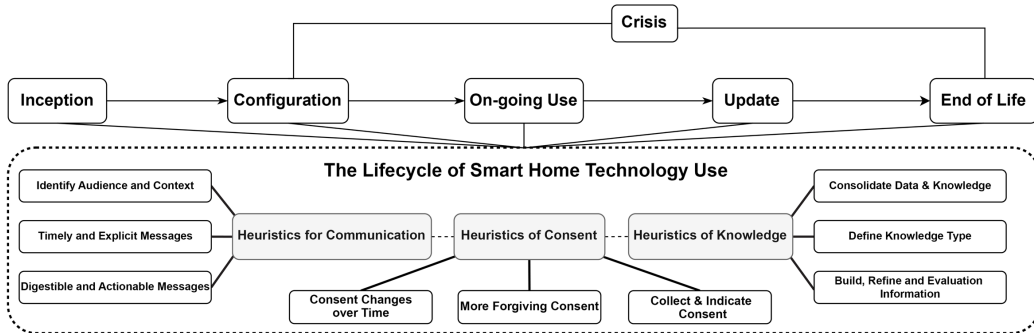 Crisis
Inception
Configuration
On-going Use
Update
End of Life
The Lifecycle of Smart Home Technology Use
Identify Audience and Context
Timely and Explicit Messages
Digestible and Actionable Messages
Heuristics for Communication
Heuristics of Consent
Heuristics of Knowledge
Consolidate Data & Knowledge
Define Knowledge Type
Build, Refine and Evaluation
Information
Consent Changes
over Time
More Forgiving Consent
Collect & Indicate
Consent